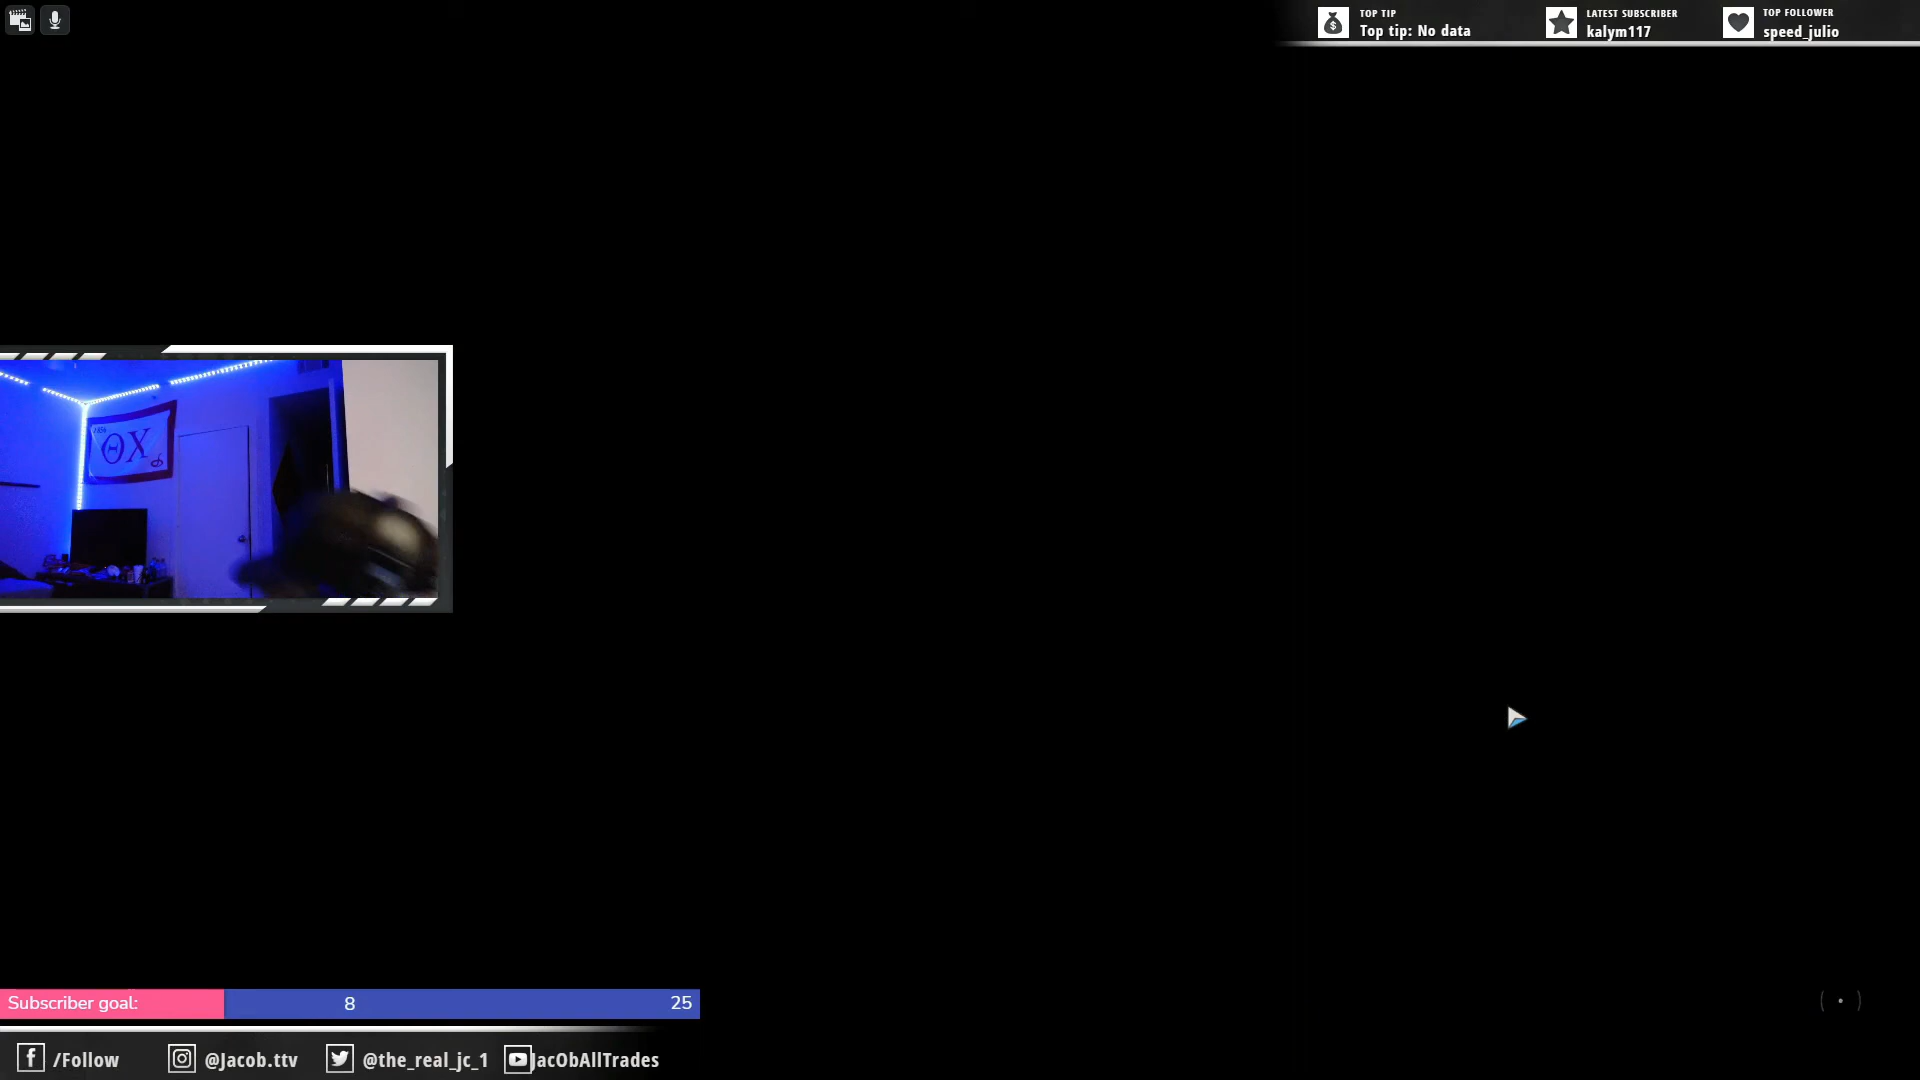 TOP TIP
Top tip: No data
LATEST SUBSCRIBER
kalym117
TOP FOLLOWER
speed_julio
ΘΧ
Subscriber goal:
8
25
/Follow
@Jacob.ttv
@the_real_jc_1
JacObAllTrades